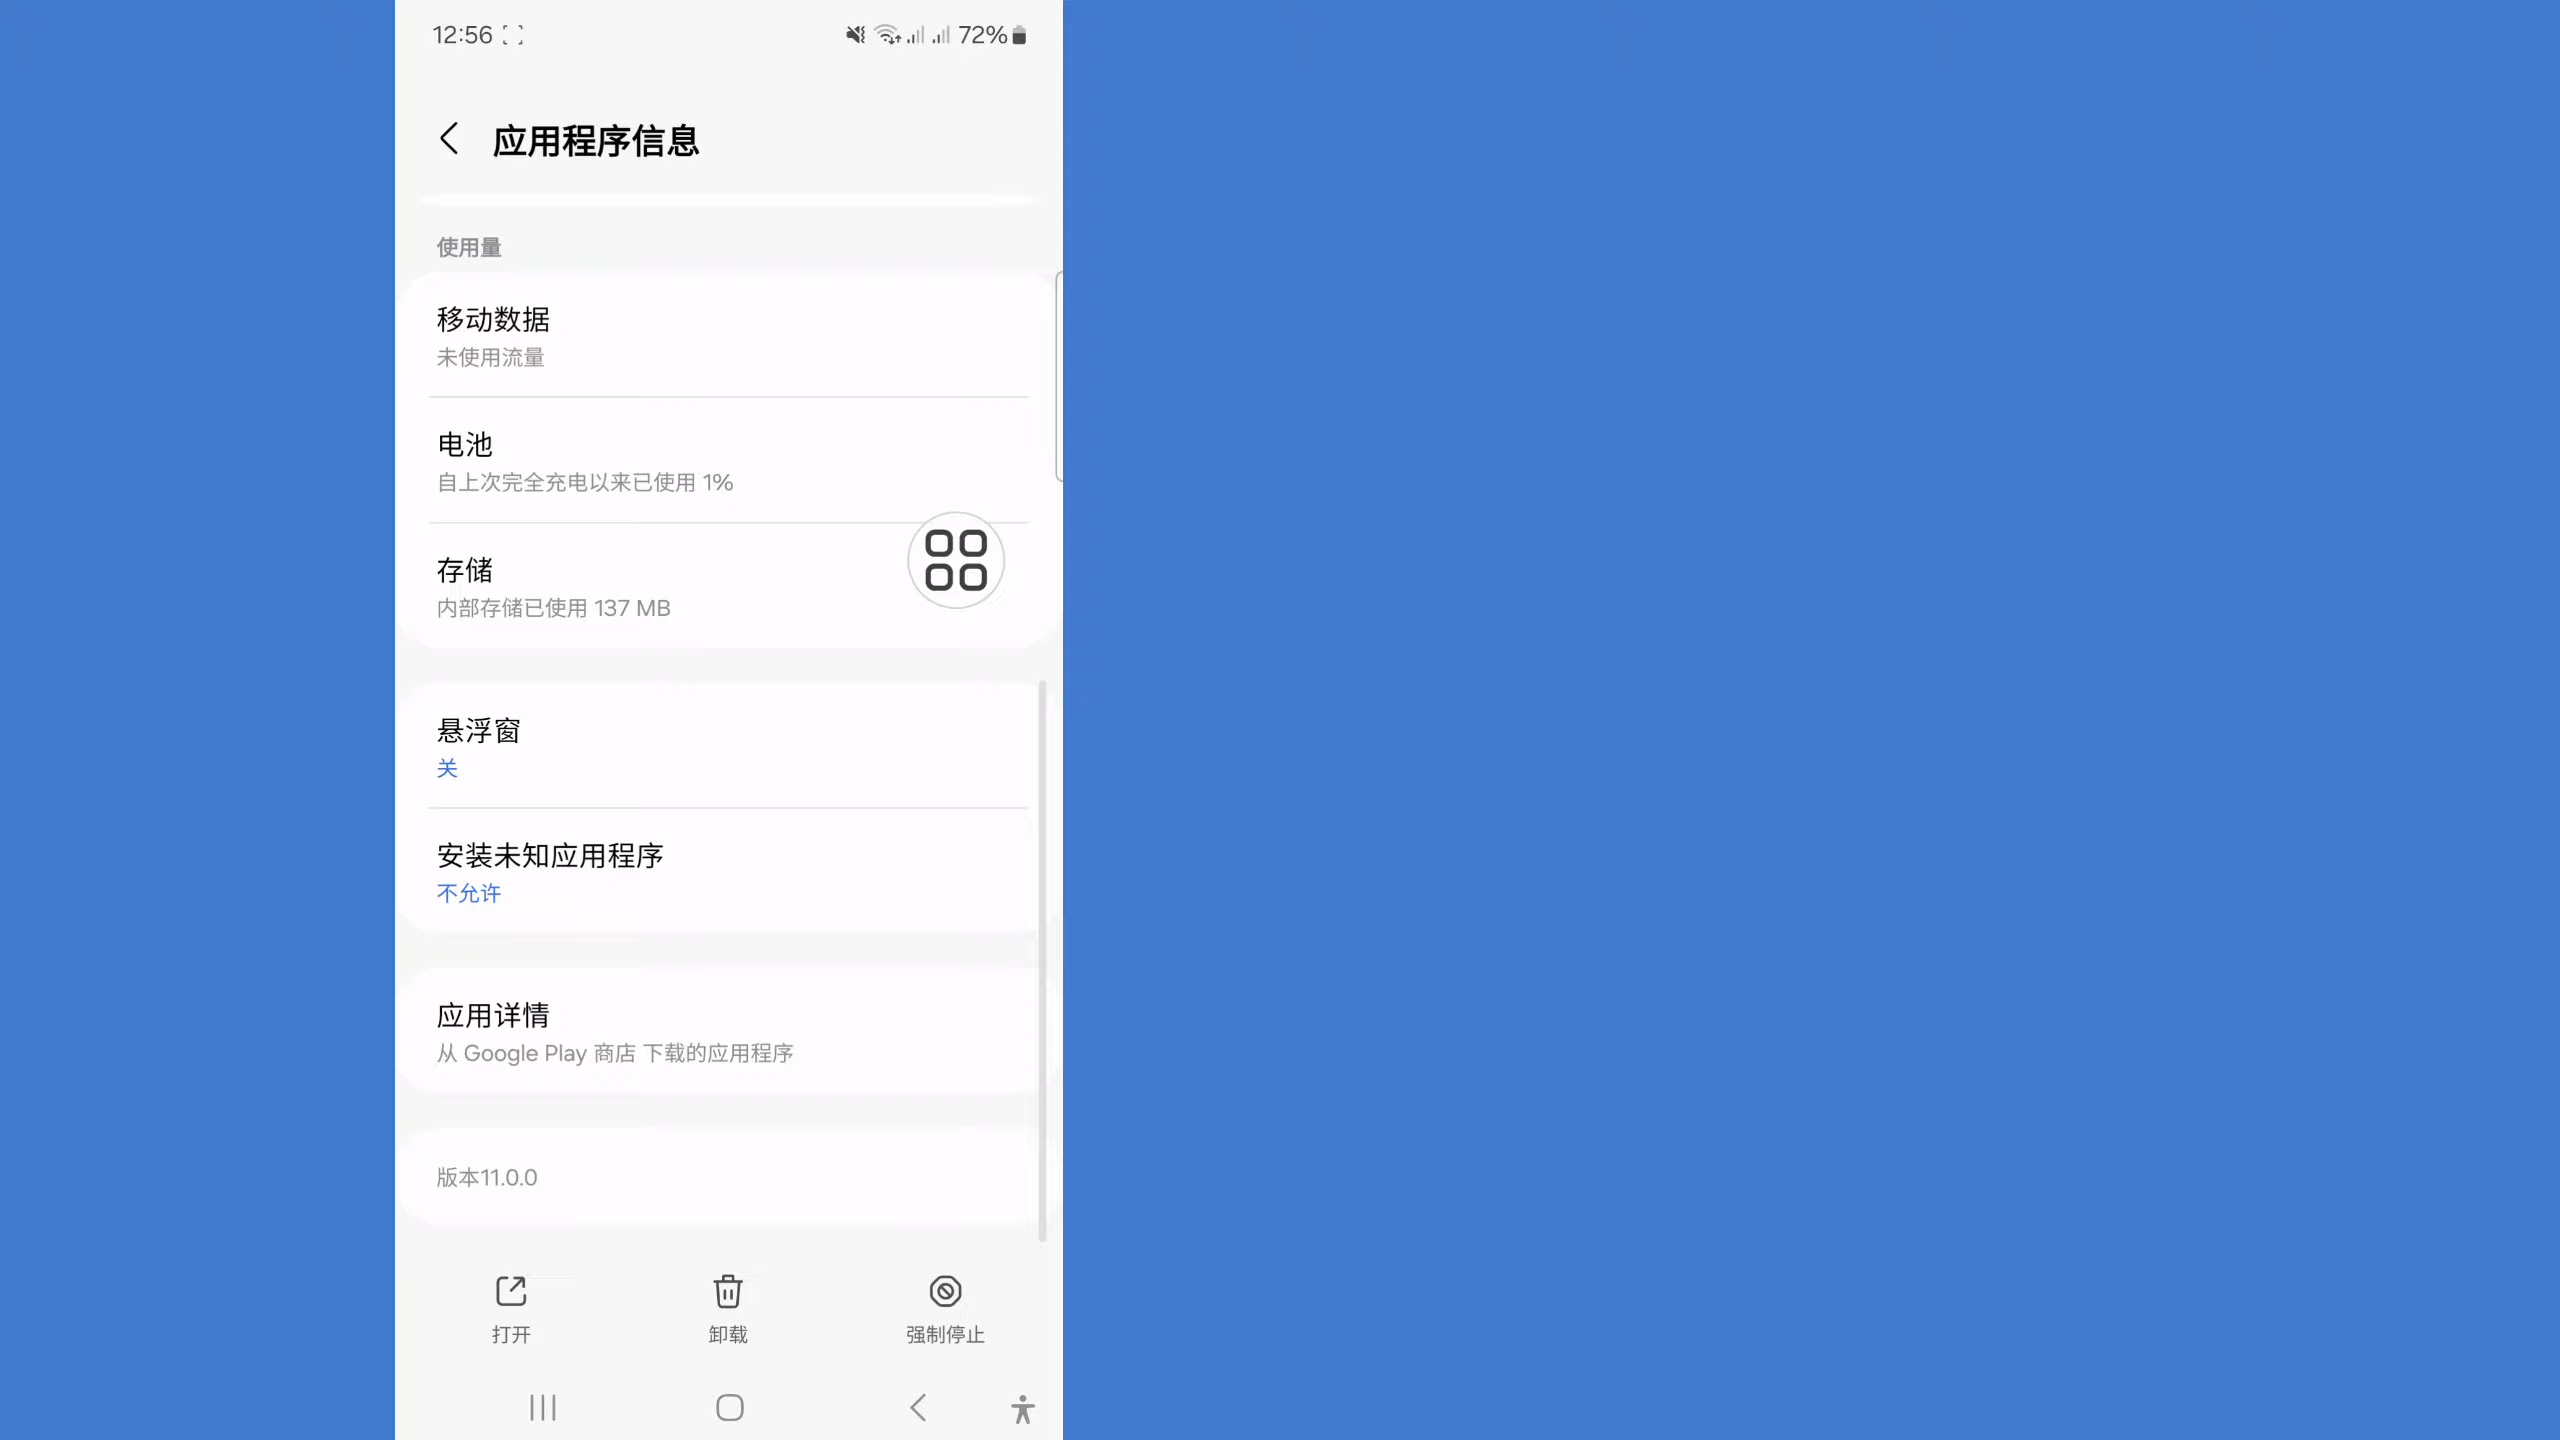 12:56
72%
应用程序信息
使用量
移动数据
未使用流量
电池
自上次完全充电以来已使用 1%
存储
内部存储已使用 137 MB
悬浮窗
关
安装未知应用程序
不允许
应用详情
从 Google Play 商店 下载的应用程序
版本11.0.0
打开
卸载
强制停止